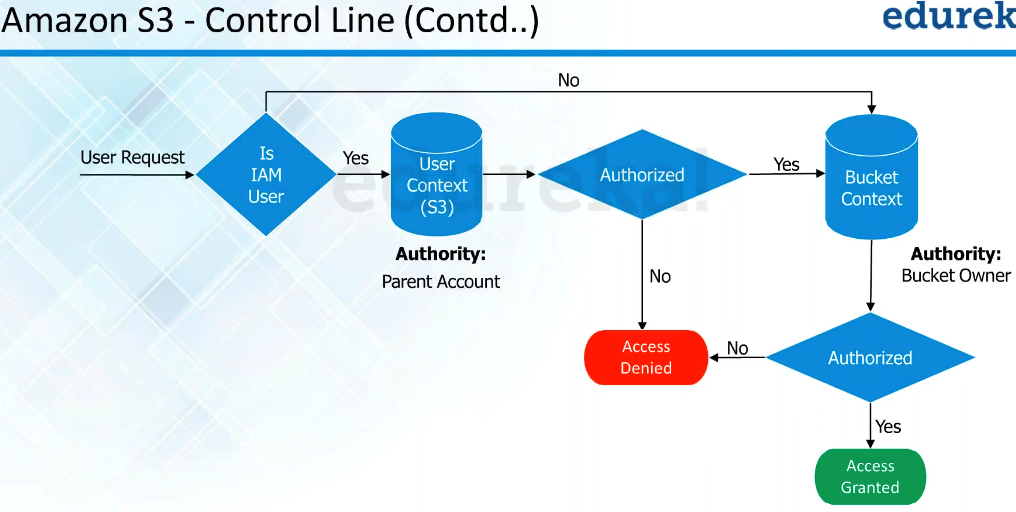 Amazon S3 - Control Line (Contd..)
edurek
No
User Request
Is
IAM
User
Yes
User
Context
(S3)
Authorized
Yes
Bucket
Context
edureka!
Authority:
Parent Account
Authority:
Bucket Owner
No
Access
Denied
No
Authorized
Yes
Access
Granted